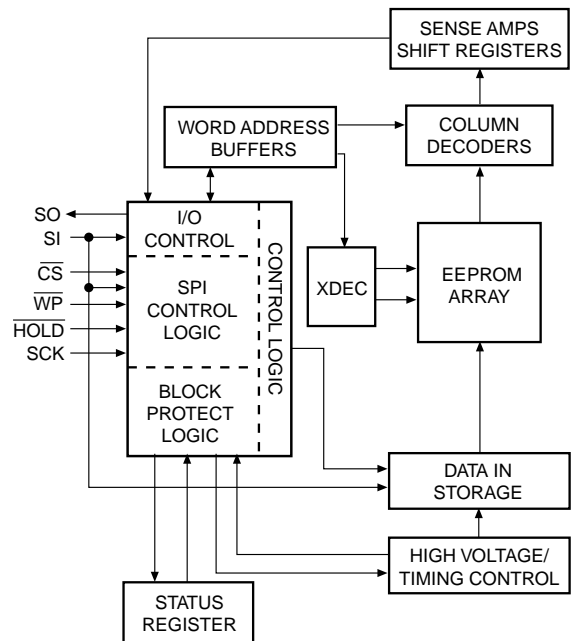 SENSE AMPS
SHIFT REGISTERS
WORD ADDRESS
BUFFERS
COLUMN
DECODERS
SO
SI
CS
WP
HOLD
SCK
I/O
CONTROL
SPI
CONTROL
LOGIC
BLOCK
PROTECT
LOGIC
CONTROL LOGIC
XDEC
EEPROM
ARRAY
DATA IN
STORAGE
HIGH VOLTAGE/
TIMING CONTROL
STATUS
REGISTER